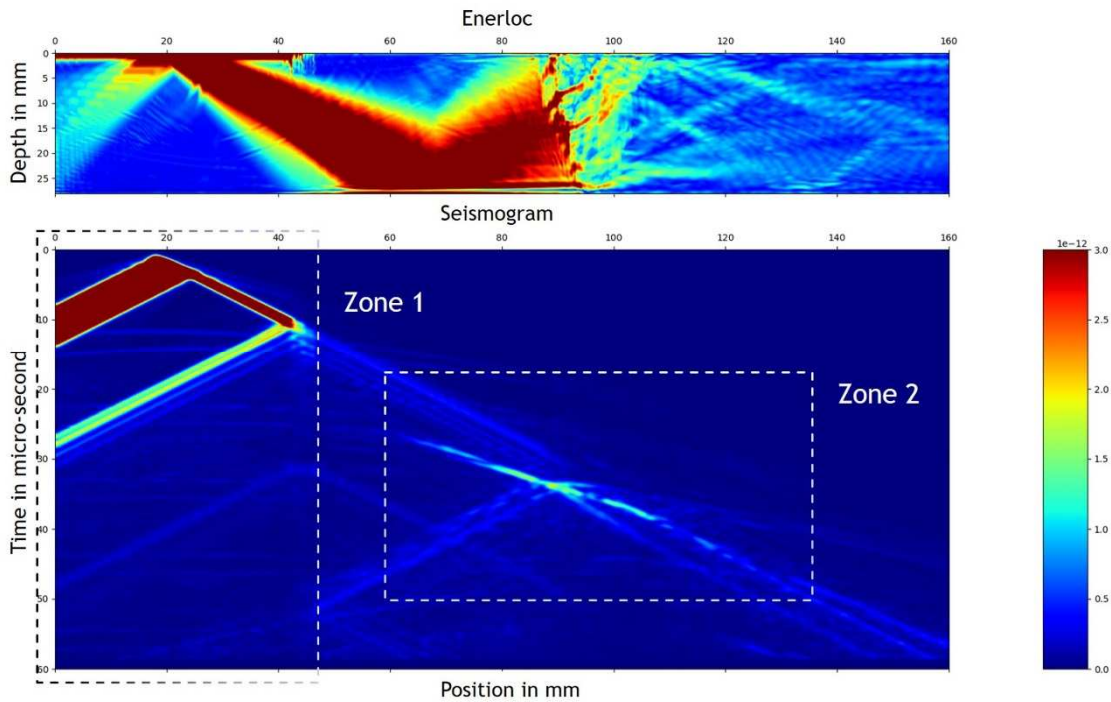 Enerloc
0 20 40 60 80 100 120 140 160
0
5
10
15
20
25
Depth in mm
Seismogram
0 20 40 60 80 100 120 140 160
0
10
20
30
40
50
60
Time in micro-second
Zone 1
Zone 2
Position in mm
1e-12
3.0
2.5
2.0
1.5
1.0
0.5
0.0